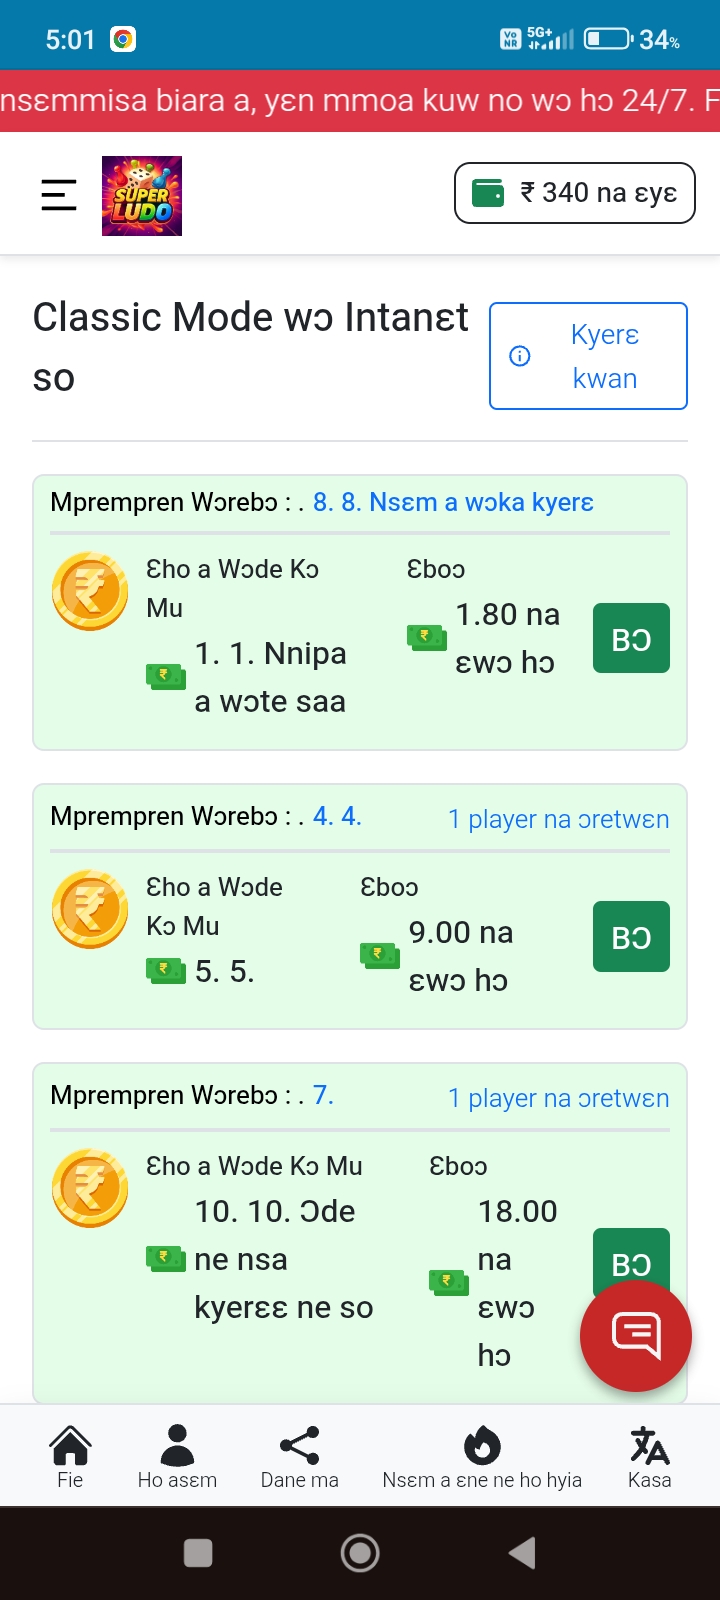 5:01
Vo NR 5G+ 34%
nsɛmmisa biara a, yɛn mmoa kuw no wɔ hɔ 24/7. F
SUPER LUDO
₹ 340 na ɛyɛ
Classic Mode wɔ Intanɛt
so
Kyerɛ
kwan
Mprempren Wɔrebɔ : . 8. 8. Nsɛm a wɔka kyerɛ
Ɛho a Wɔde Kɔ
Mu
1. 1. Nnipa
a wɔte saa
Ɛboɔ
1.80 na
ɛwɔ hɔ
BƆ
Mprempren Wɔrebɔ : . 4. 4.
1 player na ɔretwɛn
Ɛho a Wɔde
Kɔ Mu
5. 5.
Ɛboɔ
9.00 na
ɛwɔ hɔ
BƆ
Mprempren Wɔrebɔ : . 7.
1 player na ɔretwɛn
Ɛho a Wɔde Kɔ Mu
10. 10. Ɔde
ne nsa
kyerɛɛ ne so
Ɛboɔ
18.00
na
ɛwɔ
hɔ
BƆ
Fie
Ho asɛm
Dane ma
Nsɛm a ɛne ne ho hyia
Kasa